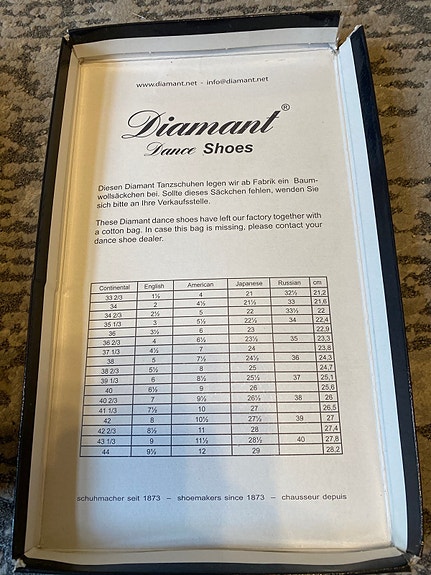 www.diamant.net - info@diamant.net
Diamant®
Dance Shoes
Diesen Diamant Tanzschuhen legen wir ab Fabrik ein Baum-
wollsäckchen bei. Sollte dieses Säckchen fehlen, wenden Sie
sich bitte an Ihre Verkaufsstelle.
These Diamant dance shoes have left our factory together with
a cotton bag. In case this bag is missing, please contact your
dance shoe dealer.
Continental English American Japanese Russian cm
33 2/3 1½ 4 21 32½ 21,2
34 2 4½ 21½ 33 21,6
34 2/3 2½ 5 22 33½ 22
35 1/3 3 5½ 22½ 34 22,4
36 3½ 6 23 22,9
36 2/3 4 6½ 23½ 35 23,3
37 1/3 4½ 7 24 23,8
38 5 7½ 24½ 36 24,3
38 2/3 5½ 8 25 24,7
39 1/3 6 8½ 25½ 37 25,1
40 6½ 9 26 25,6
40 2/3 7 9½ 26½ 38 26
41 1/3 7½ 10 27 26,5
42 8 10½ 27½ 39 27
42 2/3 8½ 11 28 27,4
43 1/3 9 11½ 28½ 40 27,8
44 9½ 12 29 28,2
schuhmacher seit 1873 – shoemakers since 1873 – chausseur depuis